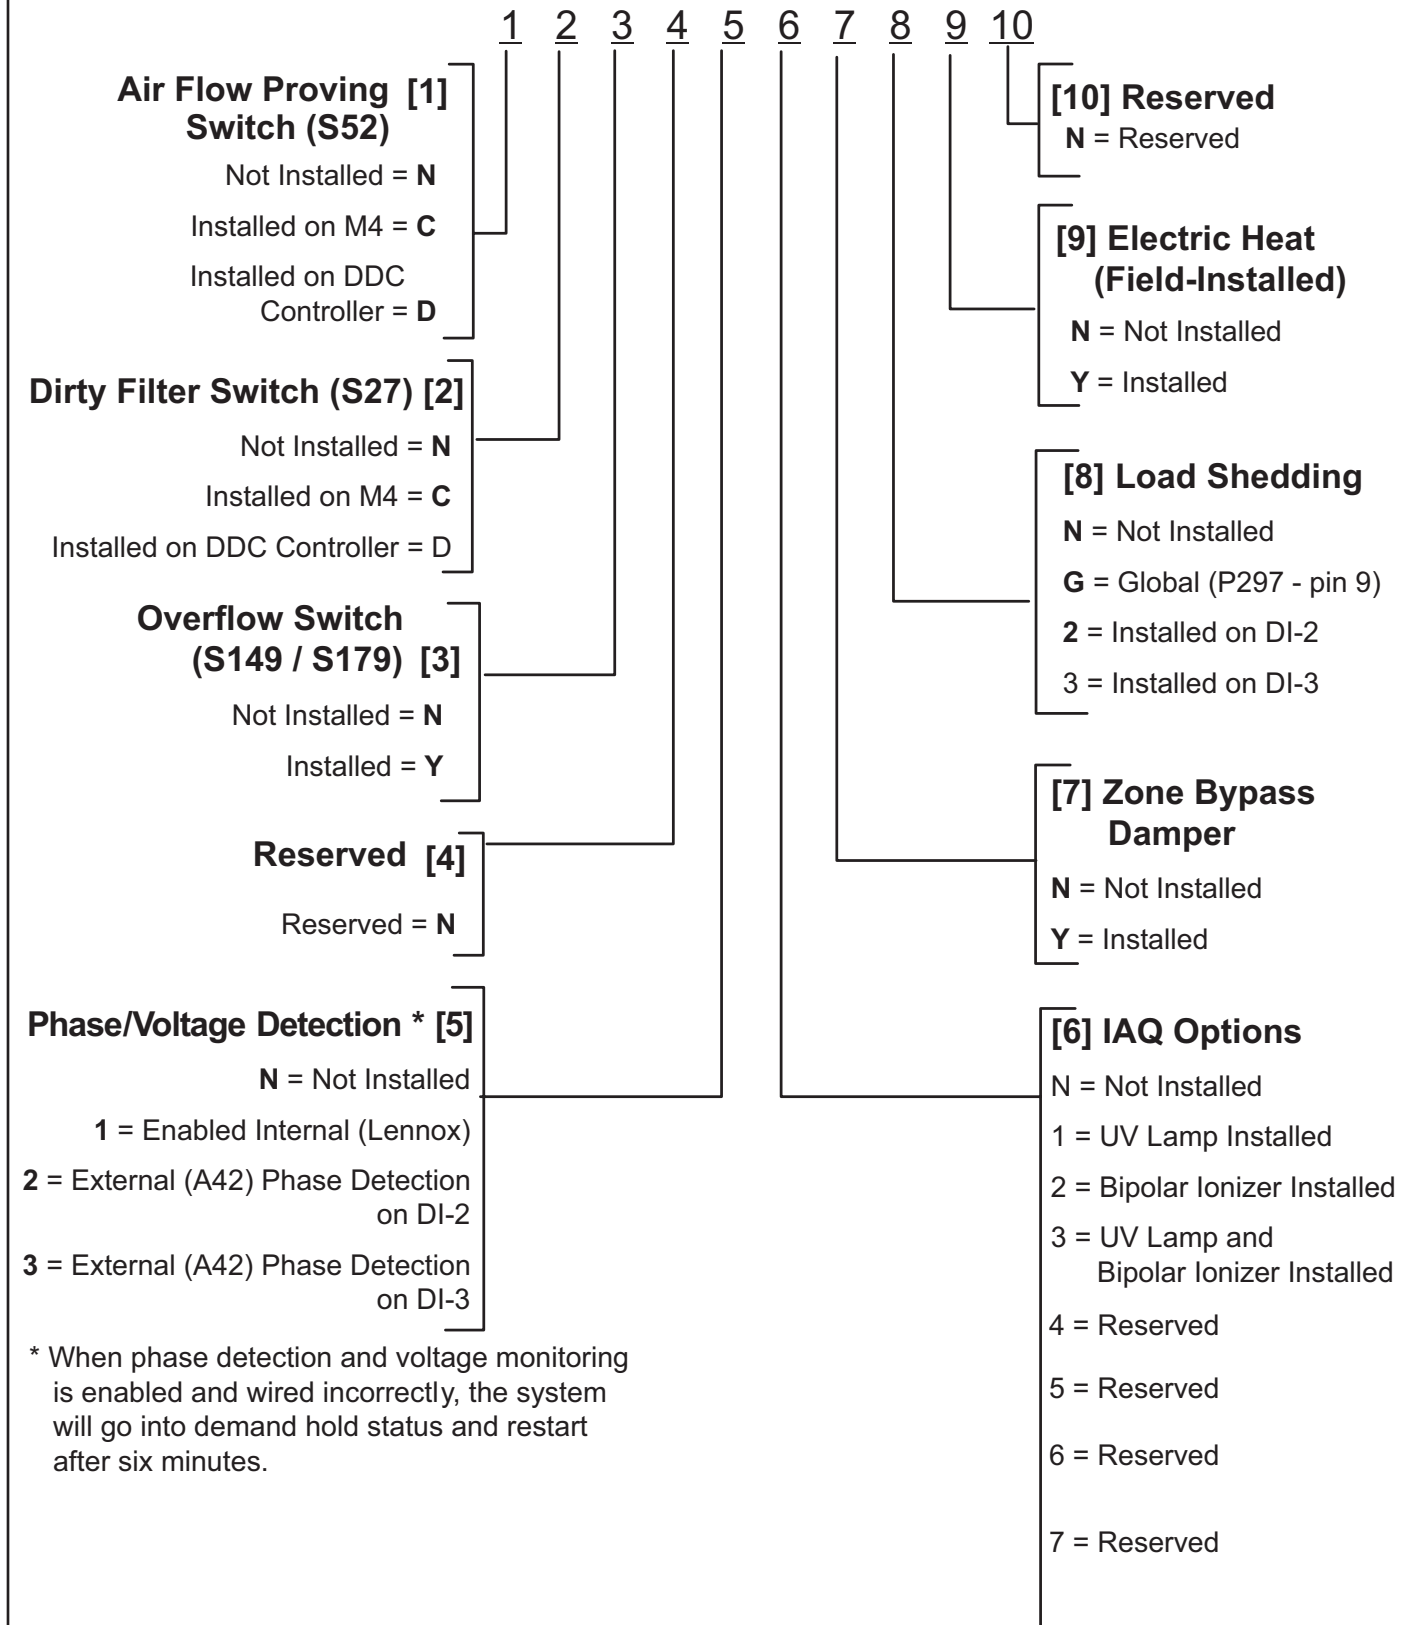 1 2 3 4 5 6 7 8 9 10
Air Flow Proving [1]
Switch (S52)
Not Installed = N
Installed on M4 = C
Installed on DDC
Controller = D
Dirty Filter Switch (S27) [2]
Not Installed = N
Installed on M4 = C
Installed on DDC Controller = D
Overflow Switch
(S149 / S179) [3]
Not Installed = N
Installed = Y
Reserved [4]
Reserved = N
Phase/Voltage Detection * [5]
N = Not Installed
1 = Enabled Internal (Lennox)
2 = External (A42) Phase Detection
on DI-2
3 = External (A42) Phase Detection
on DI-3
* When phase detection and voltage monitoring
is enabled and wired incorrectly, the system
will go into demand hold status and restart
after six minutes.
[10] Reserved
N = Reserved
[9] Electric Heat
(Field-Installed)
N = Not Installed
Y = Installed
[8] Load Shedding
N = Not Installed
G = Global (P297 - pin 9)
2 = Installed on DI-2
3 = Installed on DI-3
[7] Zone Bypass
Damper
N = Not Installed
Y = Installed
[6] IAQ Options
N = Not Installed
1 = UV Lamp Installed
2 = Bipolar Ionizer Installed
3 = UV Lamp and
Bipolar Ionizer Installed
4 = Reserved
5 = Reserved
6 = Reserved
7 = Reserved